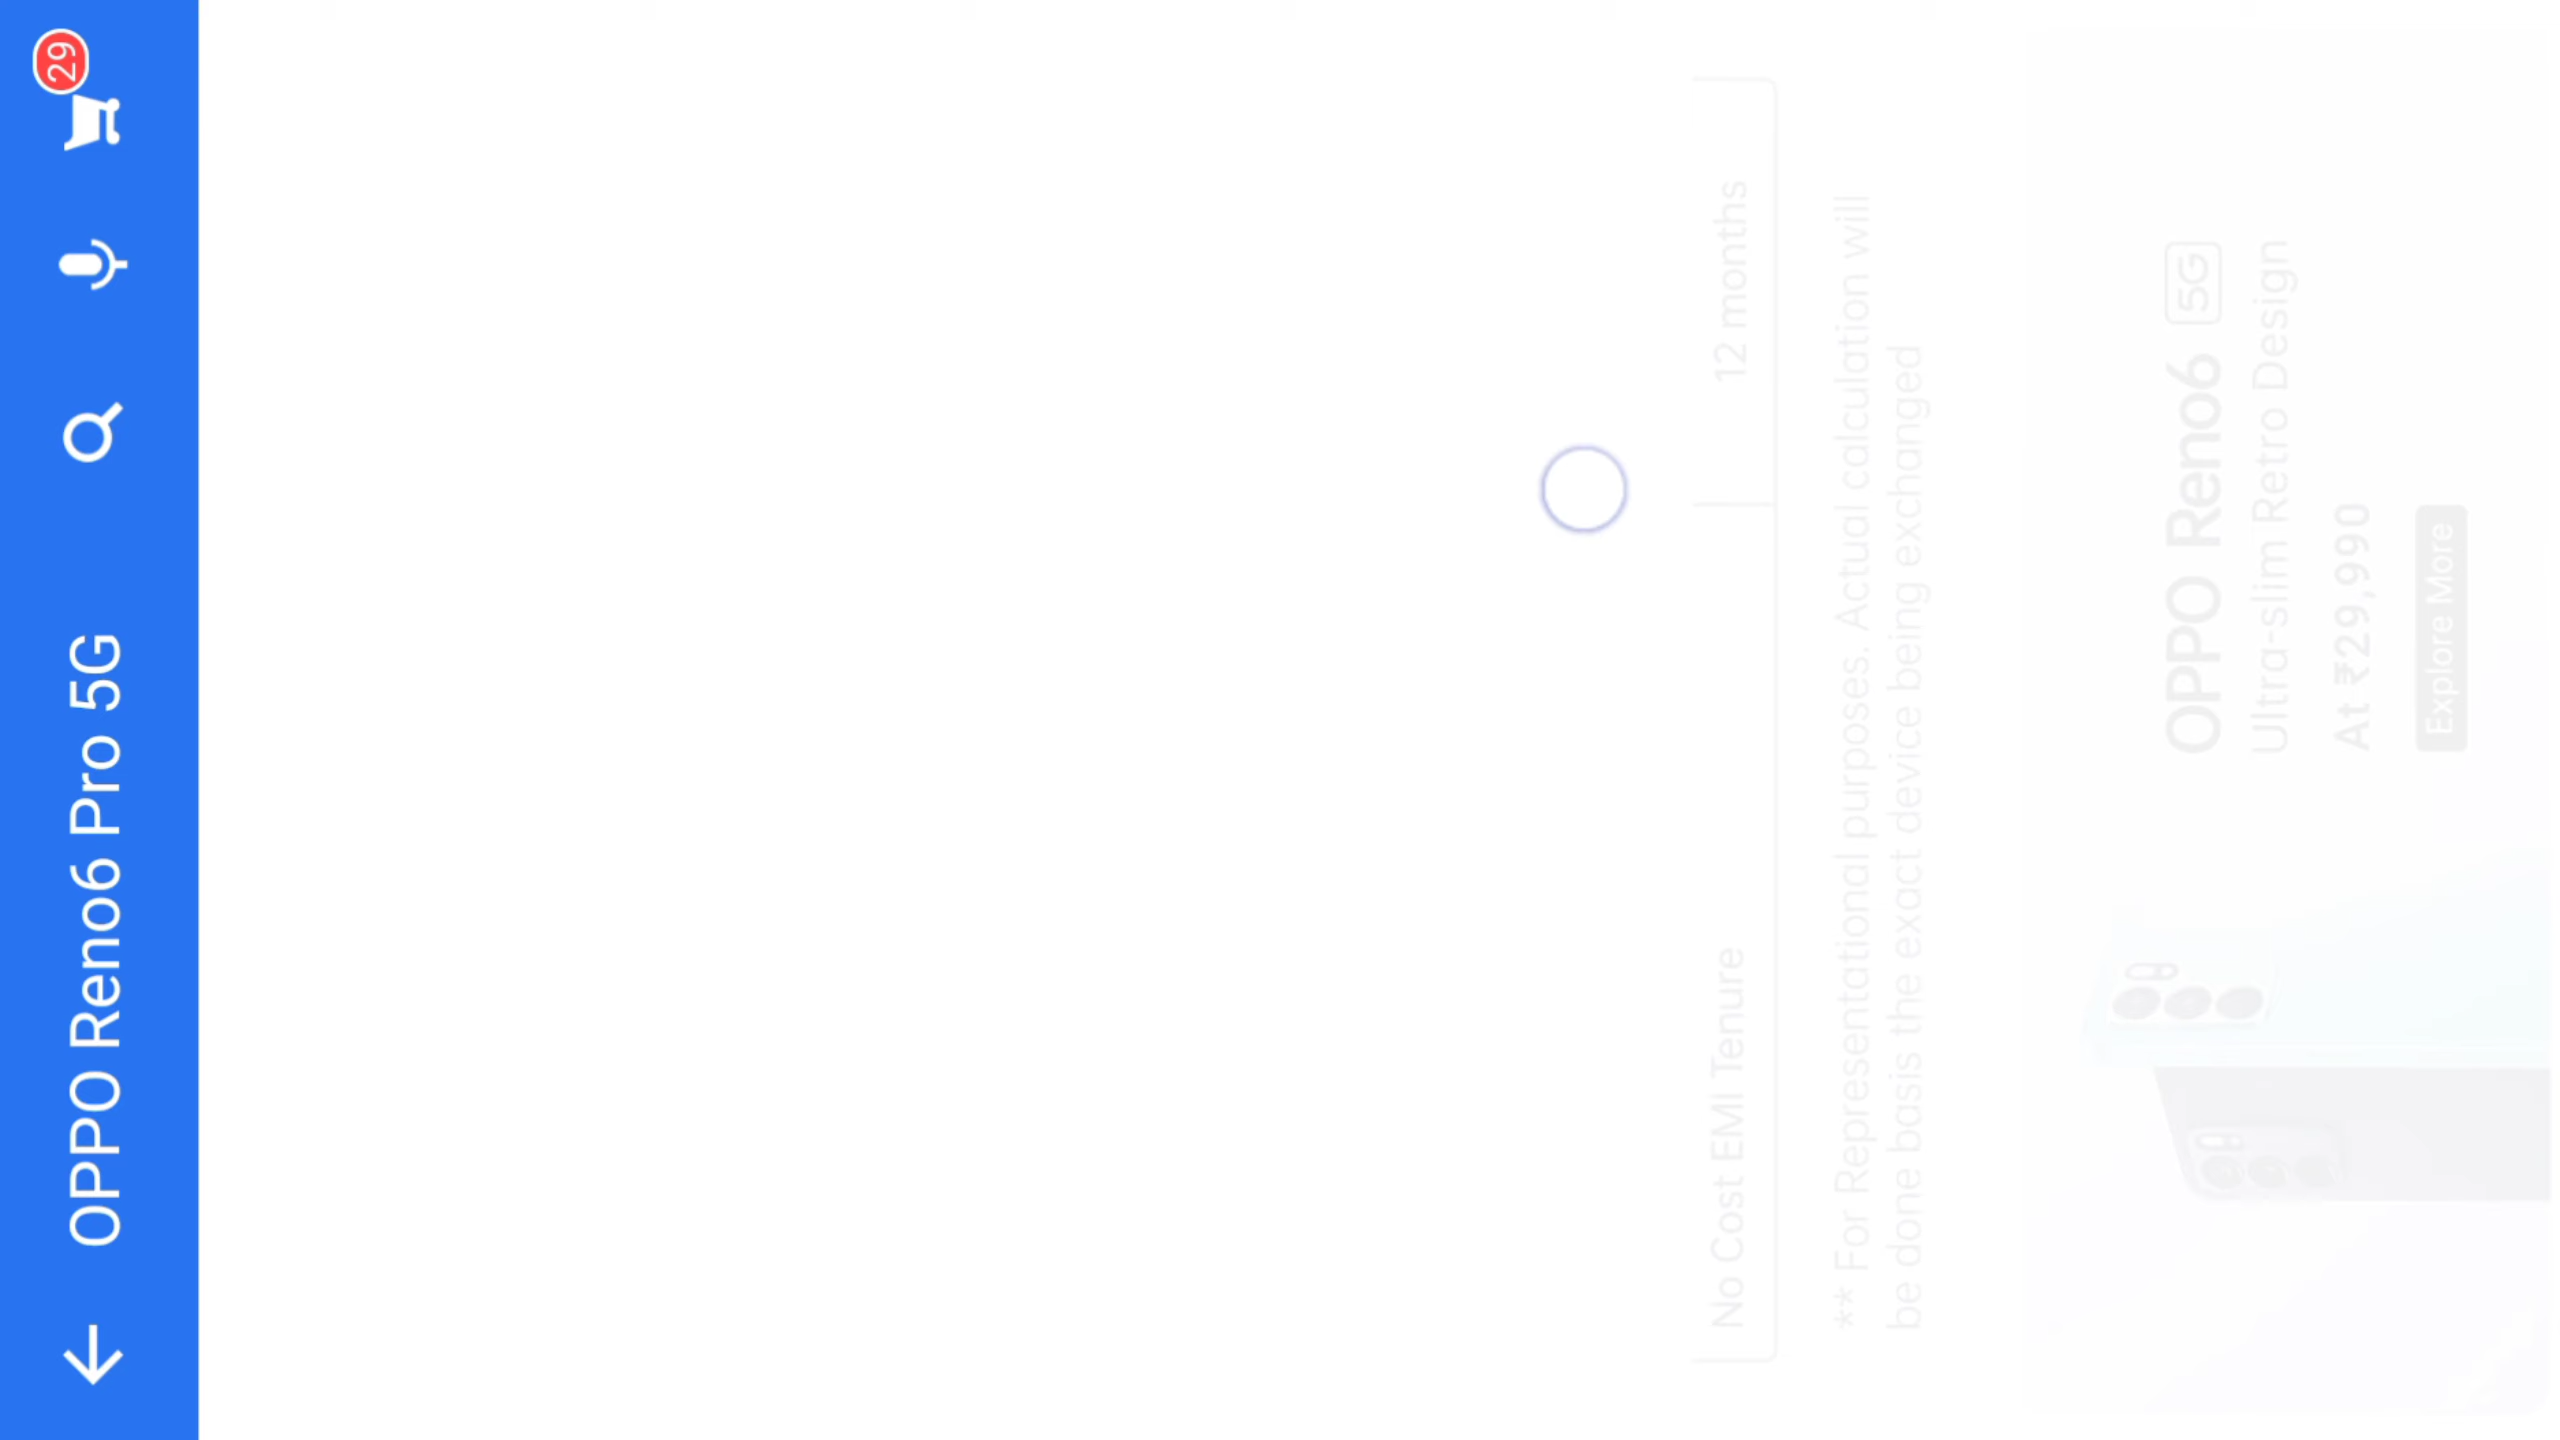 OPPO Reno6 Pro 5G
29
No Cost EMI Tenure 12 months
** For Representational purposes. Actual calculation will
be done basis the exact device being exchanged
OPPO Reno6 5G
Ultra-slim Retro Design
At ₹29,990
Explore More